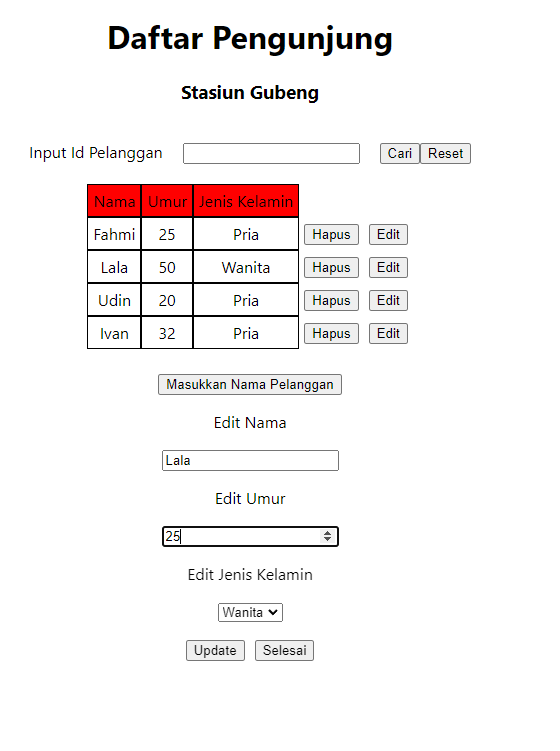 Daftar Pengunjung
Stasiun Gubeng
Input Id Pelanggan Cari Reset
Nama Umur Jenis Kelamin
Fahmi 25 Pria Hapus Edit
Lala 50 Wanita Hapus Edit
Udin 20 Pria Hapus Edit
Ivan 32 Pria Hapus Edit
Masukkan Nama Pelanggan
Edit Nama
Lala
Edit Umur
25
Edit Jenis Kelamin
Wanita
Update Selesai